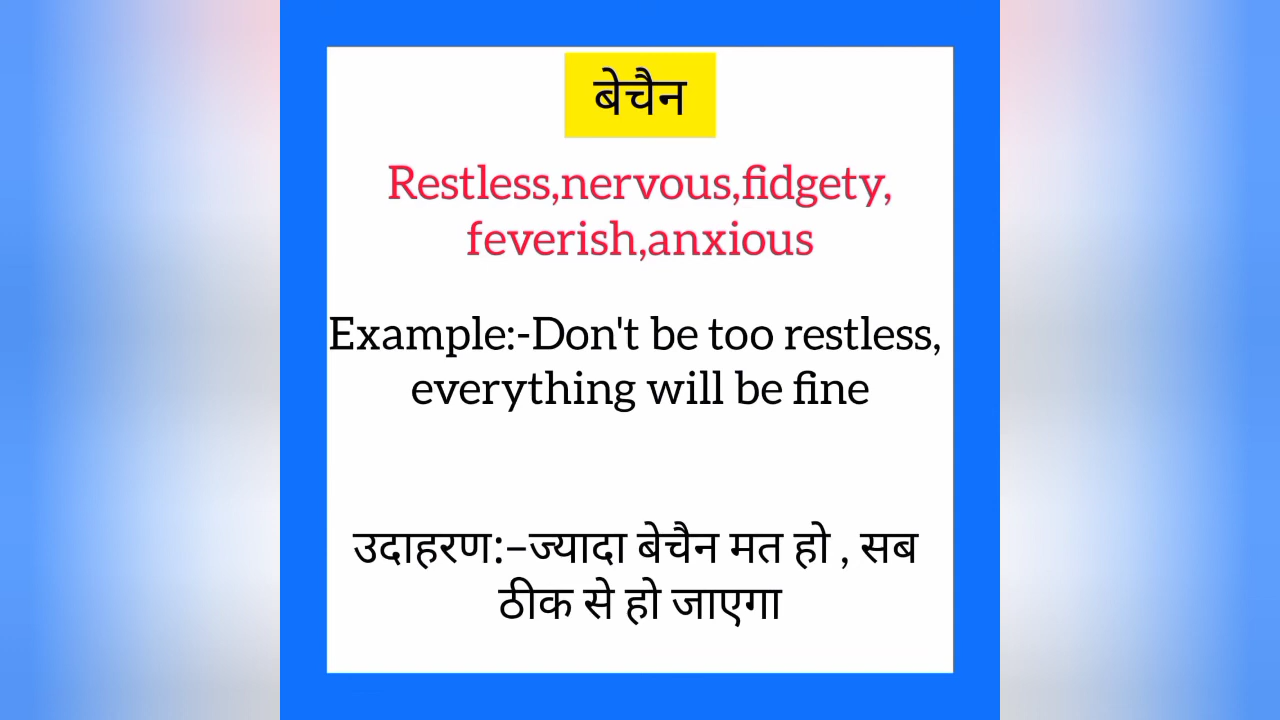 बेचैन
Restless,nervous,fidgety,
feverish,anxious
Example:-Don't be too restless,
everything will be fine
उदाहरण:–ज्यादा बेचैन मत हो , सब
ठीक से हो जाएगा